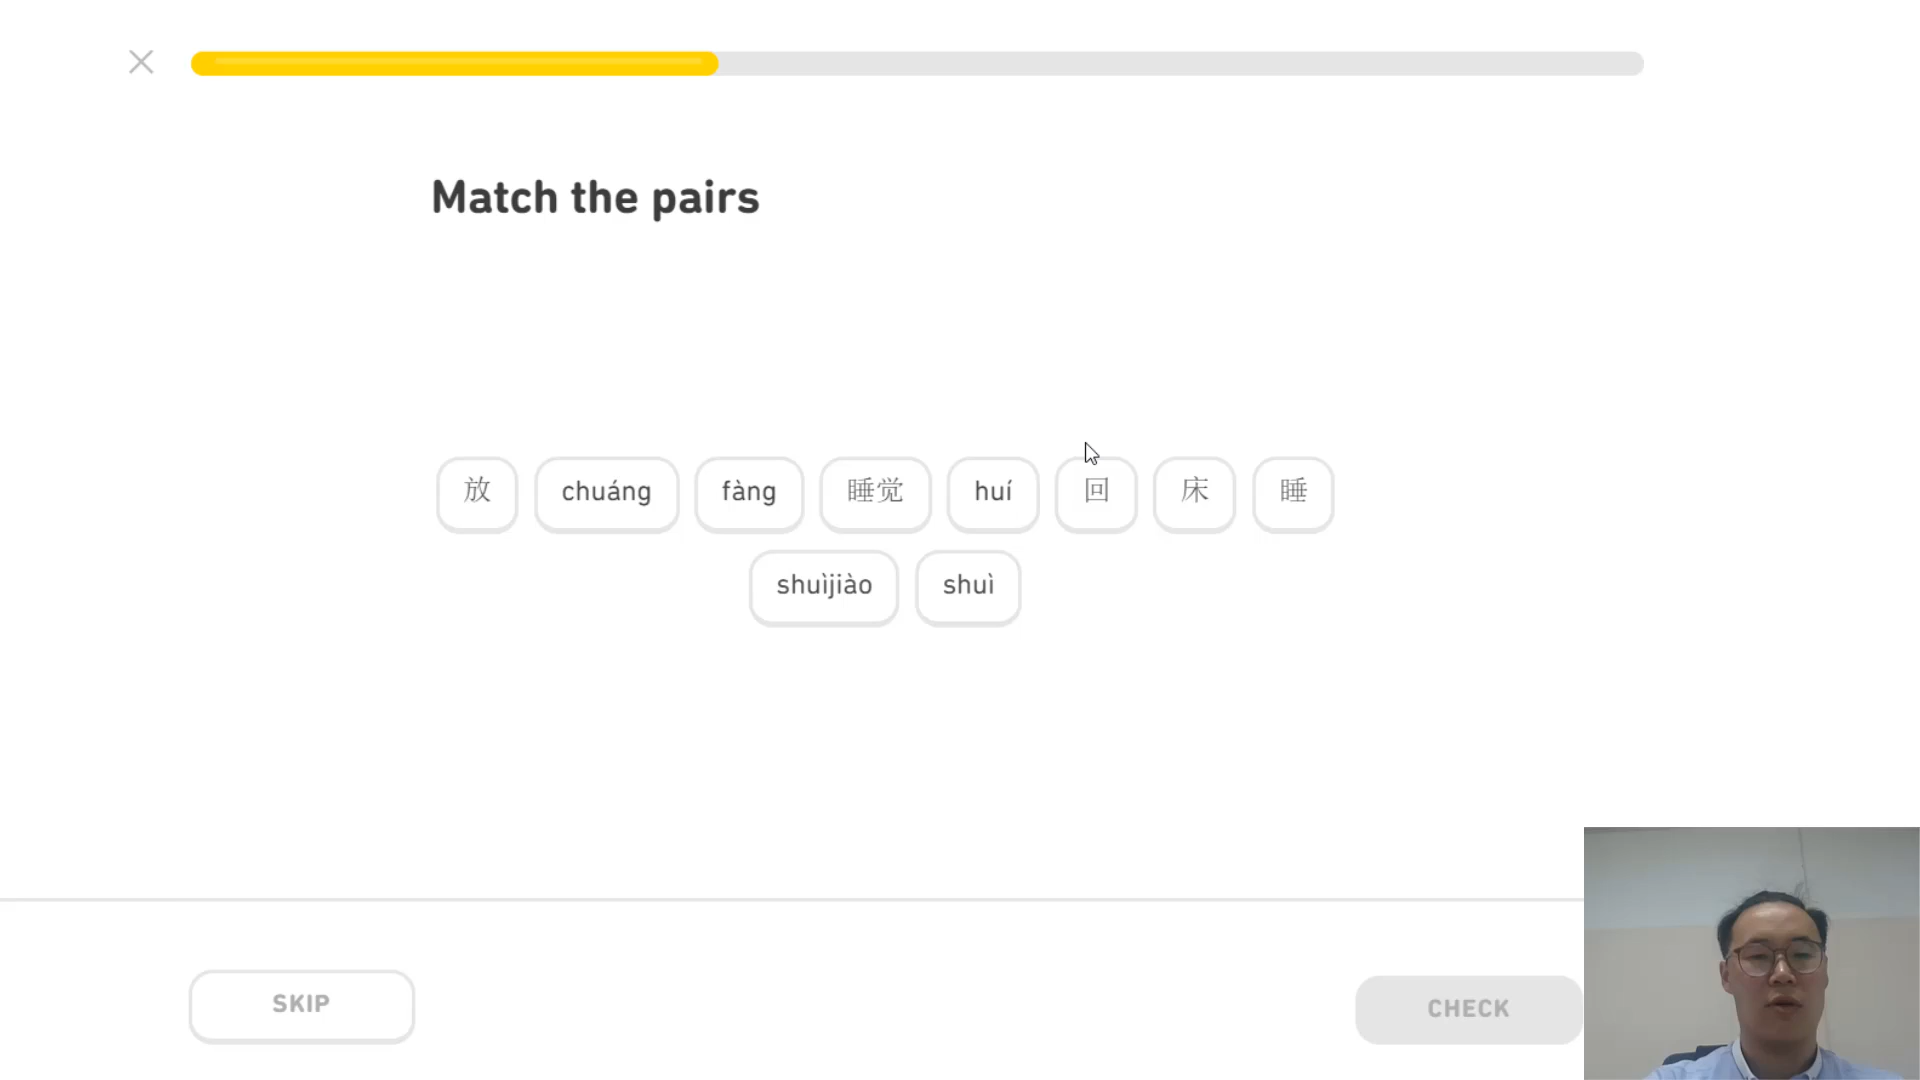 Match the pairs
放 chuáng fàng 睡觉 huí 回 床 睡
shuìjiào shuì
SKIP CHECK